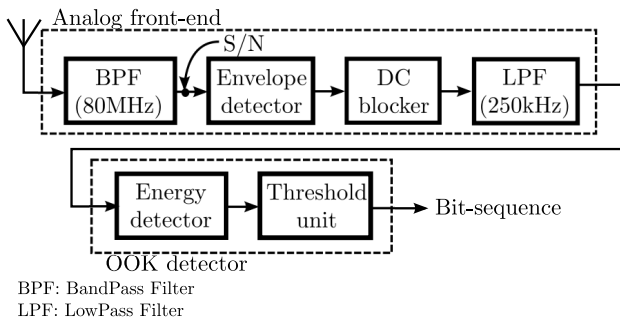 Analog front-end
S/N
BPF
(80MHz)
Envelope
detector
DC
blocker
LPF
(250kHz)
Energy
detector
Threshold
unit
Bit-sequence
OOK detector
BPF: BandPass Filter
LPF: LowPass Filter